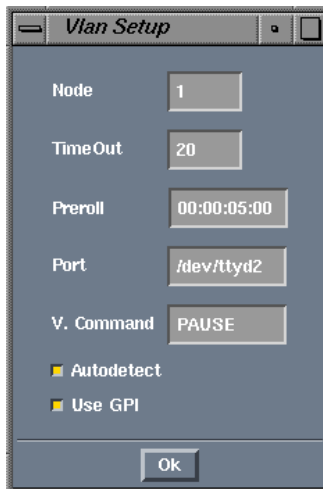 Vlan Setup
Node 1
TimeOut 20
Preroll 00:00:05:00
Port /dev/ttyd2
V. Command PAUSE
Autodetect
Use GPI
Ok